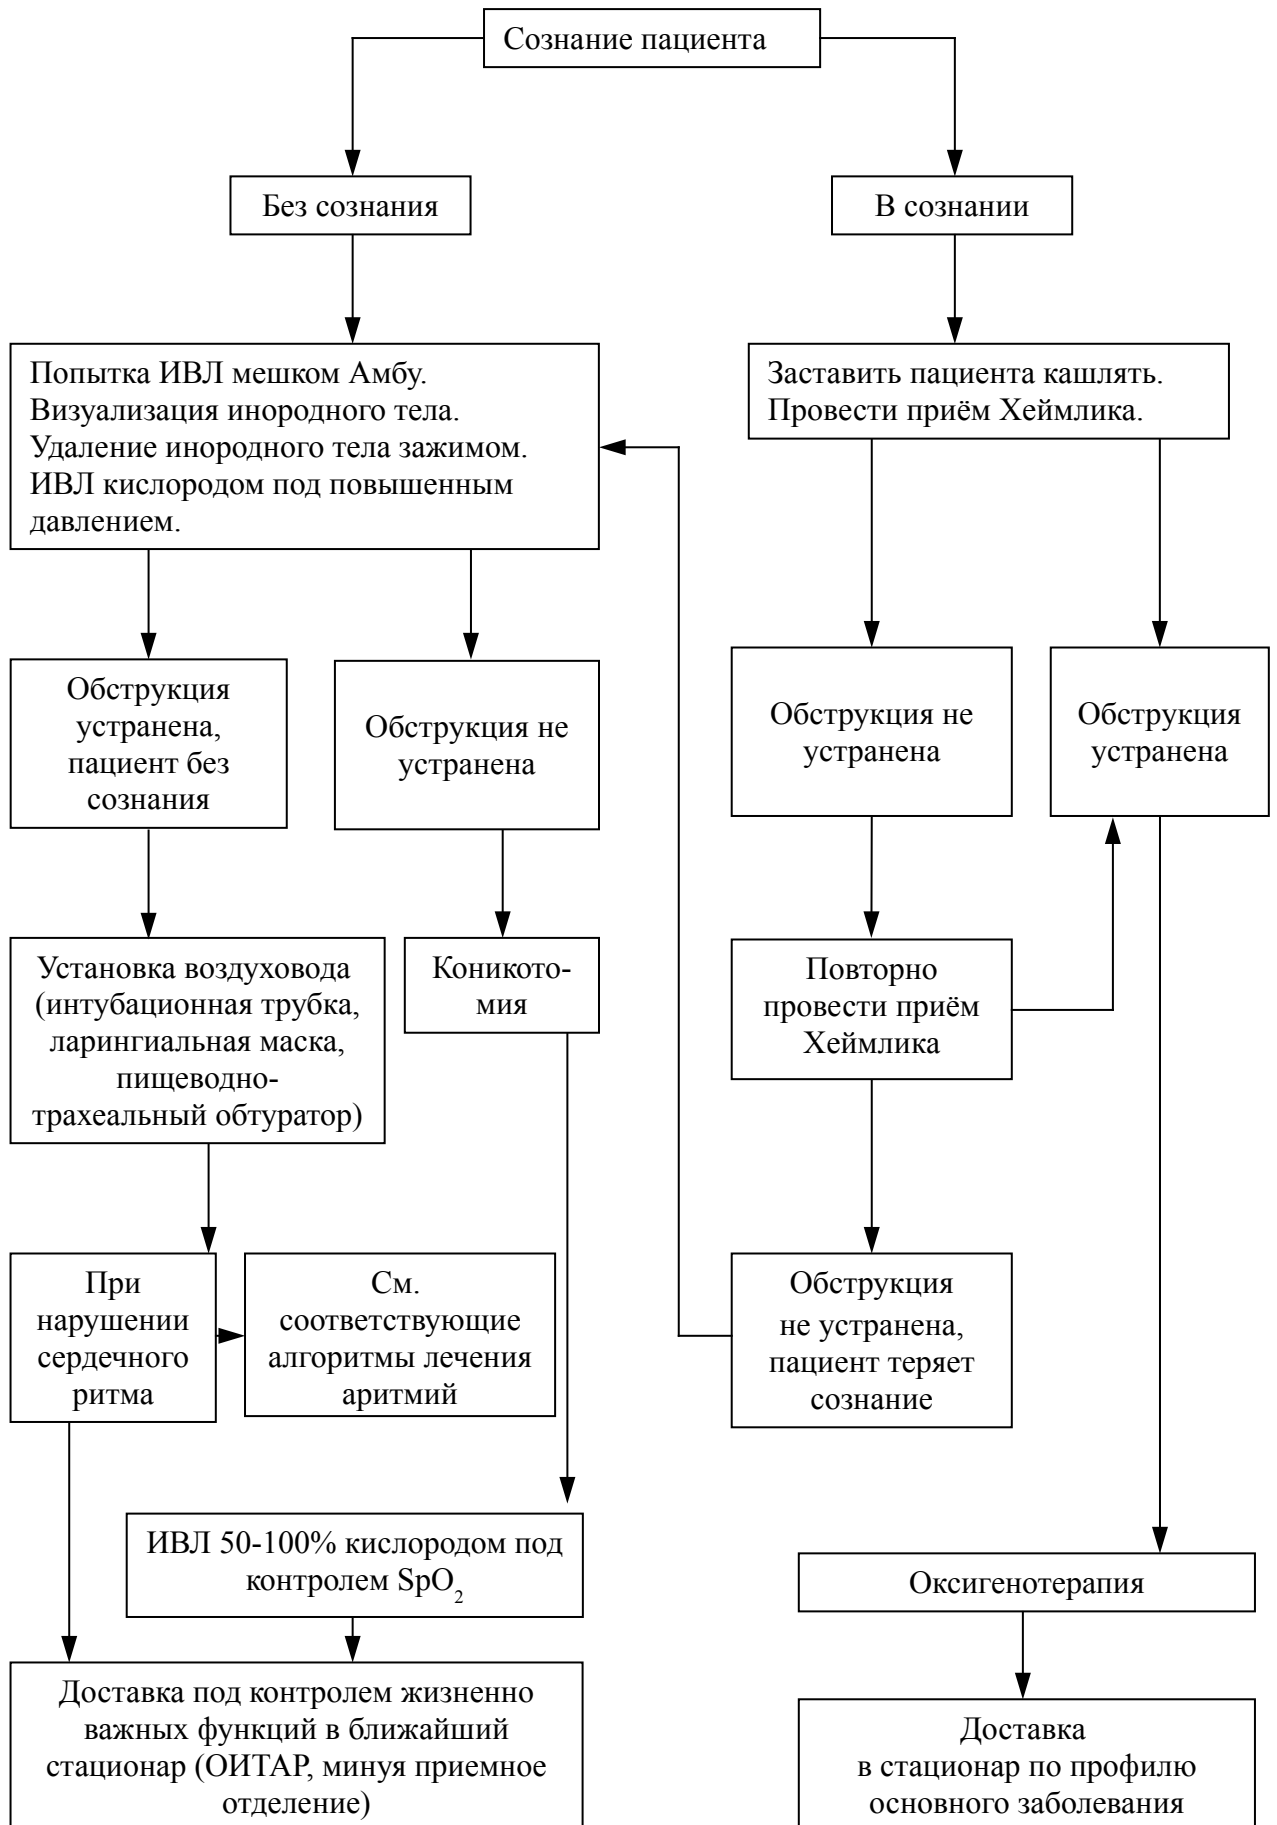 Сознание пациента
Без сознания
В сознании
Попытка ИВЛ мешком Амбу.
Визуализация инородного тела.
Удаление инородного тела зажимом.
ИВЛ кислородом под повышенным
давлением.
Заставить пациента кашлять.
Провести приём Хеймлика.
Обструкция
устранена,
пациент без
сознания
Обструкция не
устранена
Обструкция не
устранена
Обструкция
устранена
Установка воздуховода
(интубационная трубка,
ларингиальная маска,
пищеводно-
трахеальный обтуратор)
Коникото-
мия
Повторно
провести приём
Хеймлика
При
нарушении
сердечного
ритма
См.
соответствующие
алгоритмы лечения
аритмий
Обструкция
не устранена,
пациент теряет
сознание
ИВЛ 50-100% кислородом под
контролем SpO₂
Оксигенотерапия
Доставка под контролем жизненно
важных функций в ближайший
стационар (ОИТАР, минуя приемное
отделение)
Доставка
в стационар по профилю
основного заболевания